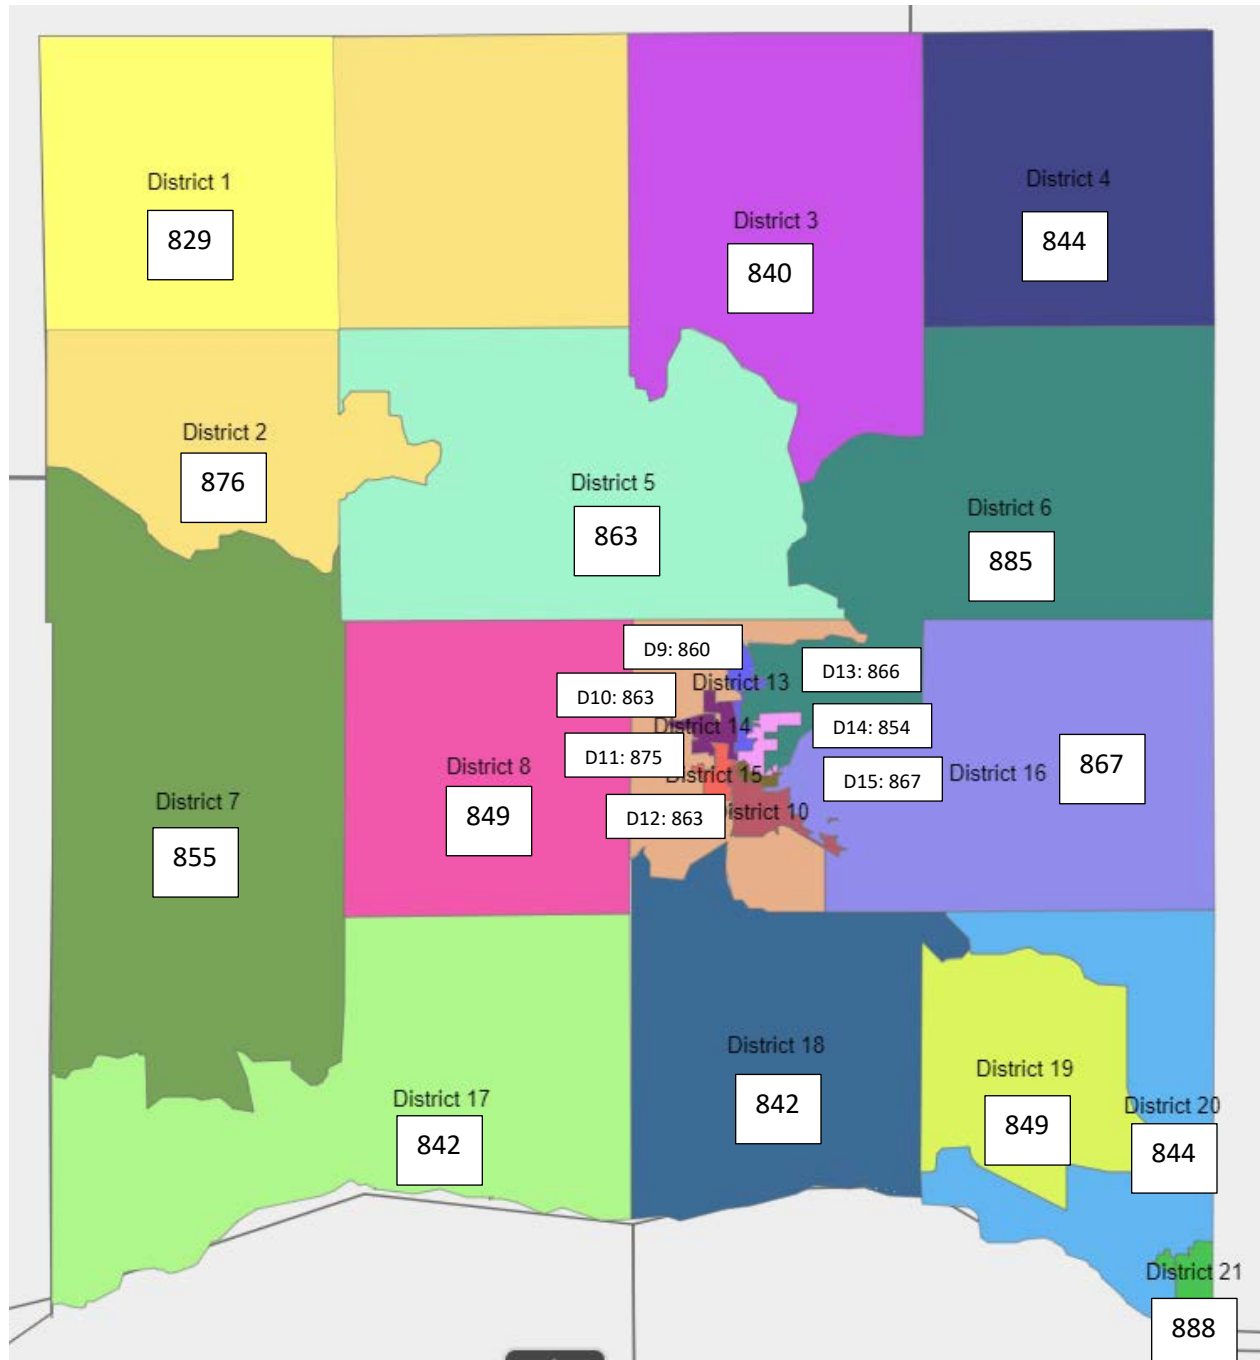 District 1
829
District 3
840
District 4
844
District 2
876
District 5
863
District 6
885
D9: 860
D13: 866
District 13
D10: 863
D14: 854
District 14
D11: 875
District 15
D15: 867
District 16
867
District 8
849
D12: 863
istrict 10
District 7
855
District 18
842
District 19
849
District 17
842
District 20
844
District 21
888